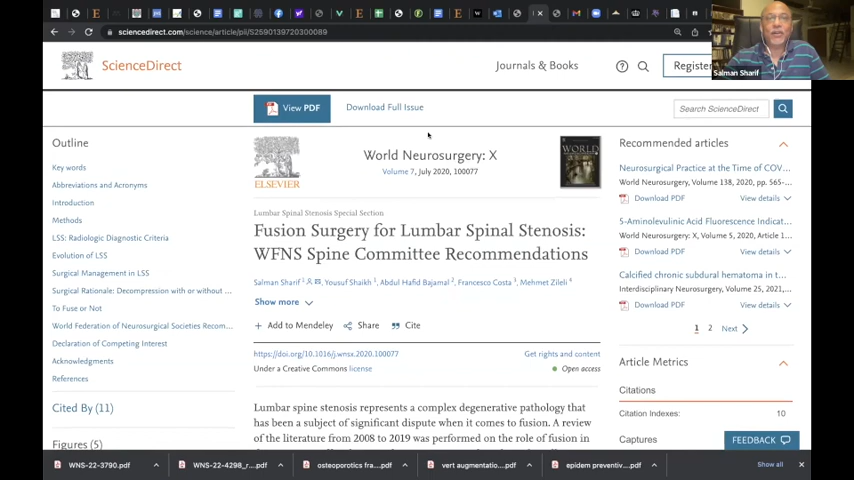 sciencedirect.com/science/article/pii/S2590139720300089
Salman Sharif
ScienceDirect
Journals & Books
Register
View PDF
Download Full Issue
Search ScienceDirect
Outline
Key words
Abbreviations and Acronyms
Introduction
Methods
LSS: Radiologic Diagnostic Criteria
Evolution of LSS
Surgical Management in LSS
Surgical Rationale: Decompression with or without ...
To Fuse or Not
World Federation of Neurosurgical Societies Recom...
Declaration of Competing Interest
Acknowledgments
References
Cited By (11)
Figures (5)
ELSEVIER
World Neurosurgery: X
Volume 7, July 2020, 100077
WORLD
Lumbar Spinal Stenosis Special Section
Fusion Surgery for Lumbar Spinal Stenosis:
WFNS Spine Committee Recommendations
Salman Sharif 1, Yousuf Shaikh 1, Abdul Hafid Bajamal 2, Francesco Costa 3, Mehmet Zileli 4
Show more
+ Add to Mendeley Share Cite
https://doi.org/10.1016/j.wnsx.2020.100077
Get rights and content
Under a Creative Commons license
Open access
Lumbar spine stenosis represents a complex degenerative pathology that
has been a subject of significant dispute when it comes to fusion. A review
of the literature from 2008 to 2019 was performed on the role of fusion in
Recommended articles
Neurosurgical Practice at the Time of COV...
World Neurosurgery, Volume 138, 2020, pp. 565-...
Download PDF View details
5-Aminolevulinic Acid Fluorescence Indicat...
World Neurosurgery: X, Volume 5, 2020, Article 1...
Download PDF View details
Calcified chronic subdural hematoma in t...
Interdisciplinary Neurosurgery, Volume 25, 2021,...
Download PDF View details
1 2 Next
Article Metrics
Citations
Citation Indexes: 10
Captures
FEEDBACK
WNS-22-3790.pdf
WNS-22-4298_r....pdf
osteoporotics fra....pdf
vert augmentatio....pdf
epidem preventiv....pdf
Show all